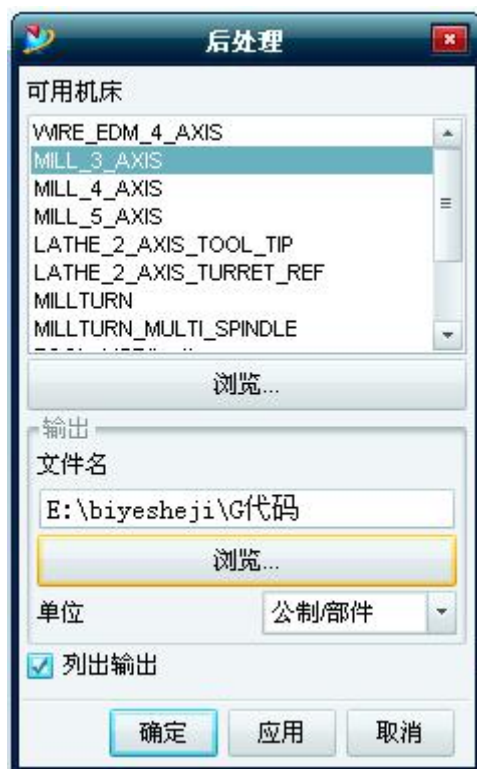 后处理
可用机床
WIRE_EDM_4_AXIS
MILL_3_AXIS
MILL_4_AXIS
MILL_5_AXIS
LATHE_2_AXIS_TOOL_TIP
LATHE_2_AXIS_TURRET_REF
MILLTURN
MILLTURN_MULTI_SPINDLE
浏览...
输出
文件名
E:\biyesheji\G代码
浏览...
单位 公制/部件
列出输出
确定 应用 取消